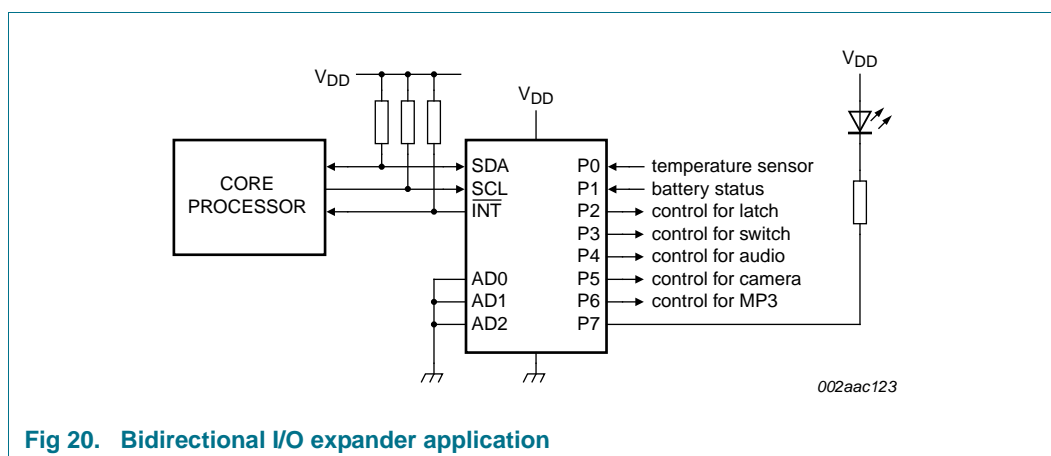 VDD
VDD
VDD
CORE
PROCESSOR
SDA
SCL
INT
AD0
AD1
AD2
P0
P1
P2
P3
P4
P5
P6
P7
temperature sensor
battery status
control for latch
control for switch
control for audio
control for camera
control for MP3
002aac123
Fig 20. Bidirectional I/O expander application